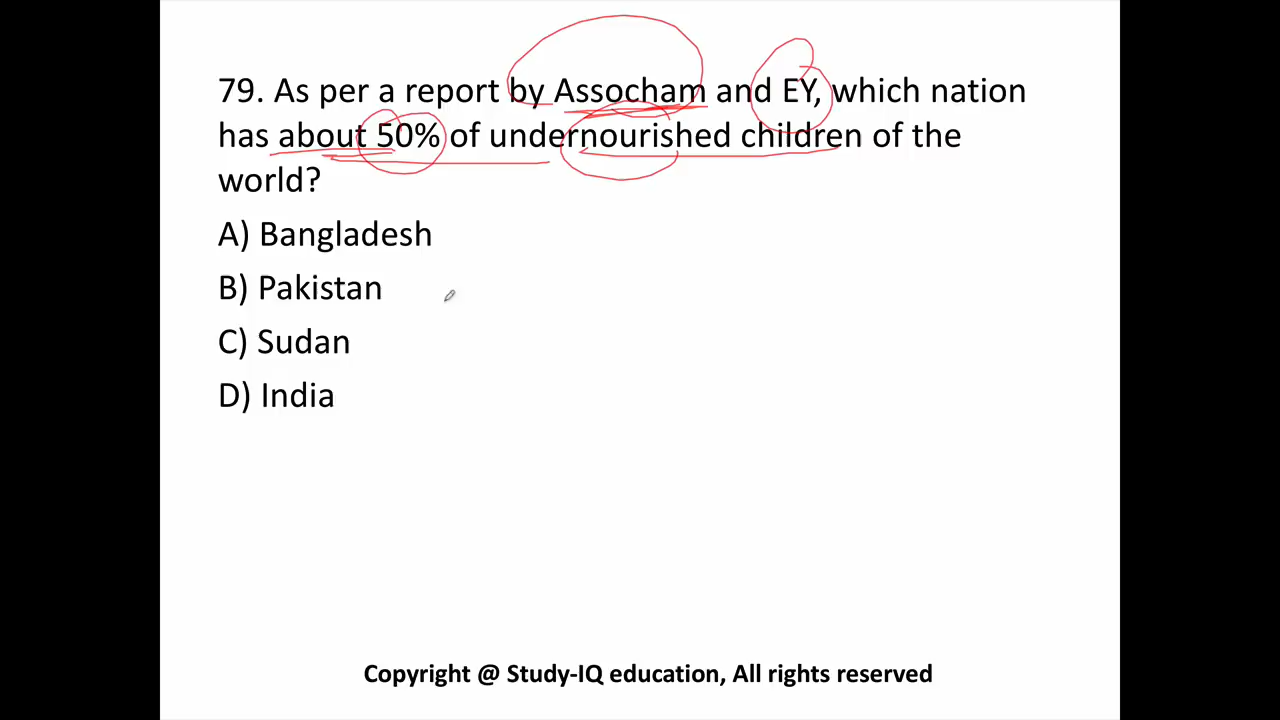 79. As per a report by Assocham and EY, which nation
has about 50% of undernourished children of the
world?
A) Bangladesh
B) Pakistan
C) Sudan
D) India
Copyright @ Study-IQ education, All rights reserved